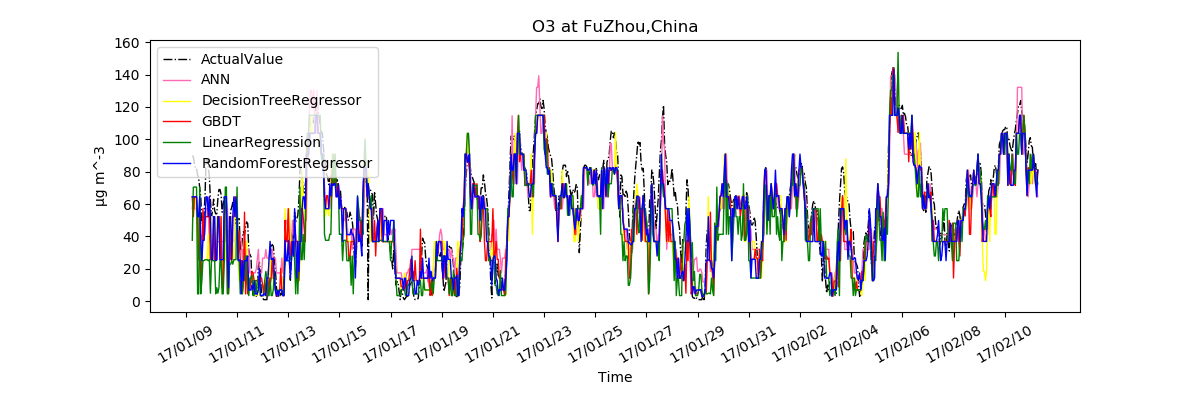 O3 at FuZhou,China
µg m^-3
160
140
120
100
80
60
40
20
0
ActualValue
ANN
DecisionTreeRegressor
GBDT
LinearRegression
RandomForestRegressor
17/01/09
17/01/11
17/01/13
17/01/15
17/01/17
17/01/19
17/01/21
17/01/23
17/01/25
17/01/27
17/01/29
17/01/31
17/02/02
17/02/04
17/02/06
17/02/08
17/02/10
Time